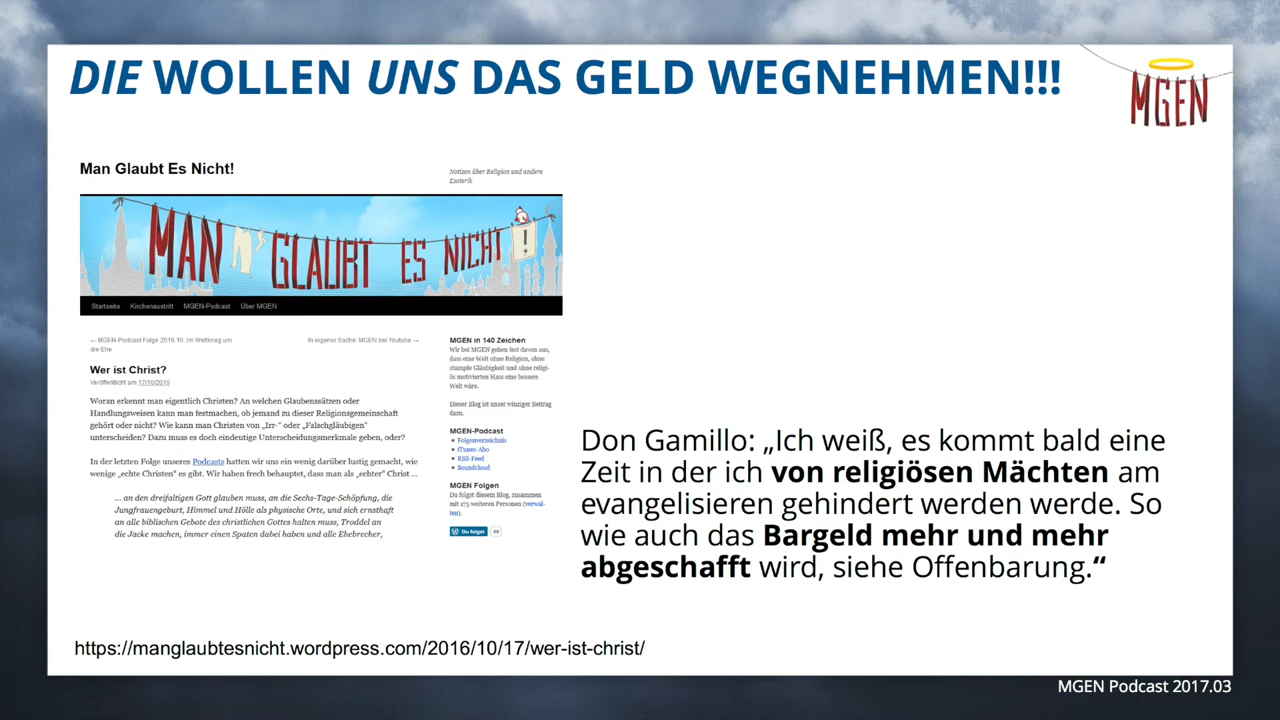 DIE WOLLEN UNS DAS GELD WEGNEHMEN!!!
MGEN
Man Glaubt Es Nicht!
Notizen über Religion und andere
Esoterik
MAN GLAUBT ES NICHT!
Startseite Kirchenaustritt MGEN-Podcast Über MGEN
← MGEN-Podcast Folge 2016.10: Im Weltkrieg um
die Ehe
In eigener Sache: MGEN bei Youtube →
Wer ist Christ?
Veröffentlicht am 17/10/2016
Woran erkennt man eigentlich Christen? An welchen Glaubenssätzen oder
Handlungsweisen kann man festmachen, ob jemand zu dieser Religionsgemeinschaft
gehört oder nicht? Wie kann man Christen von „Irr-“ oder „Falschgläubigen“
unterscheiden? Dazu muss es doch eindeutige Unterscheidungsmerkmale geben, oder?
In der letzten Folge unseres Podcasts hatten wir uns ein wenig darüber lustig gemacht, wie
wenige „echte Christen“ es gibt. Wir haben frech behauptet, dass man als „echter“ Christ ...
... an den dreifaltigen Gott glauben muss, an die Sechs-Tage-Schöpfung, die
Jungfrauengeburt, Himmel und Hölle als physische Orte, und sich ernsthaft
an alle biblischen Gebote des christlichen Gottes halten muss, Troddel an
die Jacke machen, immer einen Spaten dabei haben und alle Ehebrecher,
MGEN in 140 Zeichen
Wir bei MGEN gehen fest davon aus,
dass eine Welt ohne Religion, ohne
stumpfe Gläubigkeit und ohne religi-
ös motivierten Hass eine bessere
Welt wäre.
Dieser Blog ist unser winziger Beitrag
dazu.
MGEN-Podcast
Folgenverzeichnis
iTunes-Abo
RSS-Feed
Soundcloud
MGEN Folgen
Du folgst diesem Blog, zusammen
mit 175 weiteren Personen (verwal-
ten).
Du folgst
Don Gamillo: „Ich weiß, es kommt bald eine
Zeit in der ich von religiösen Mächten am
evangelisieren gehindert werden werde. So
wie auch das Bargeld mehr und mehr
abgeschafft wird, siehe Offenbarung.“
https://manglaubtesnicht.wordpress.com/2016/10/17/wer-ist-christ/
MGEN Podcast 2017.03